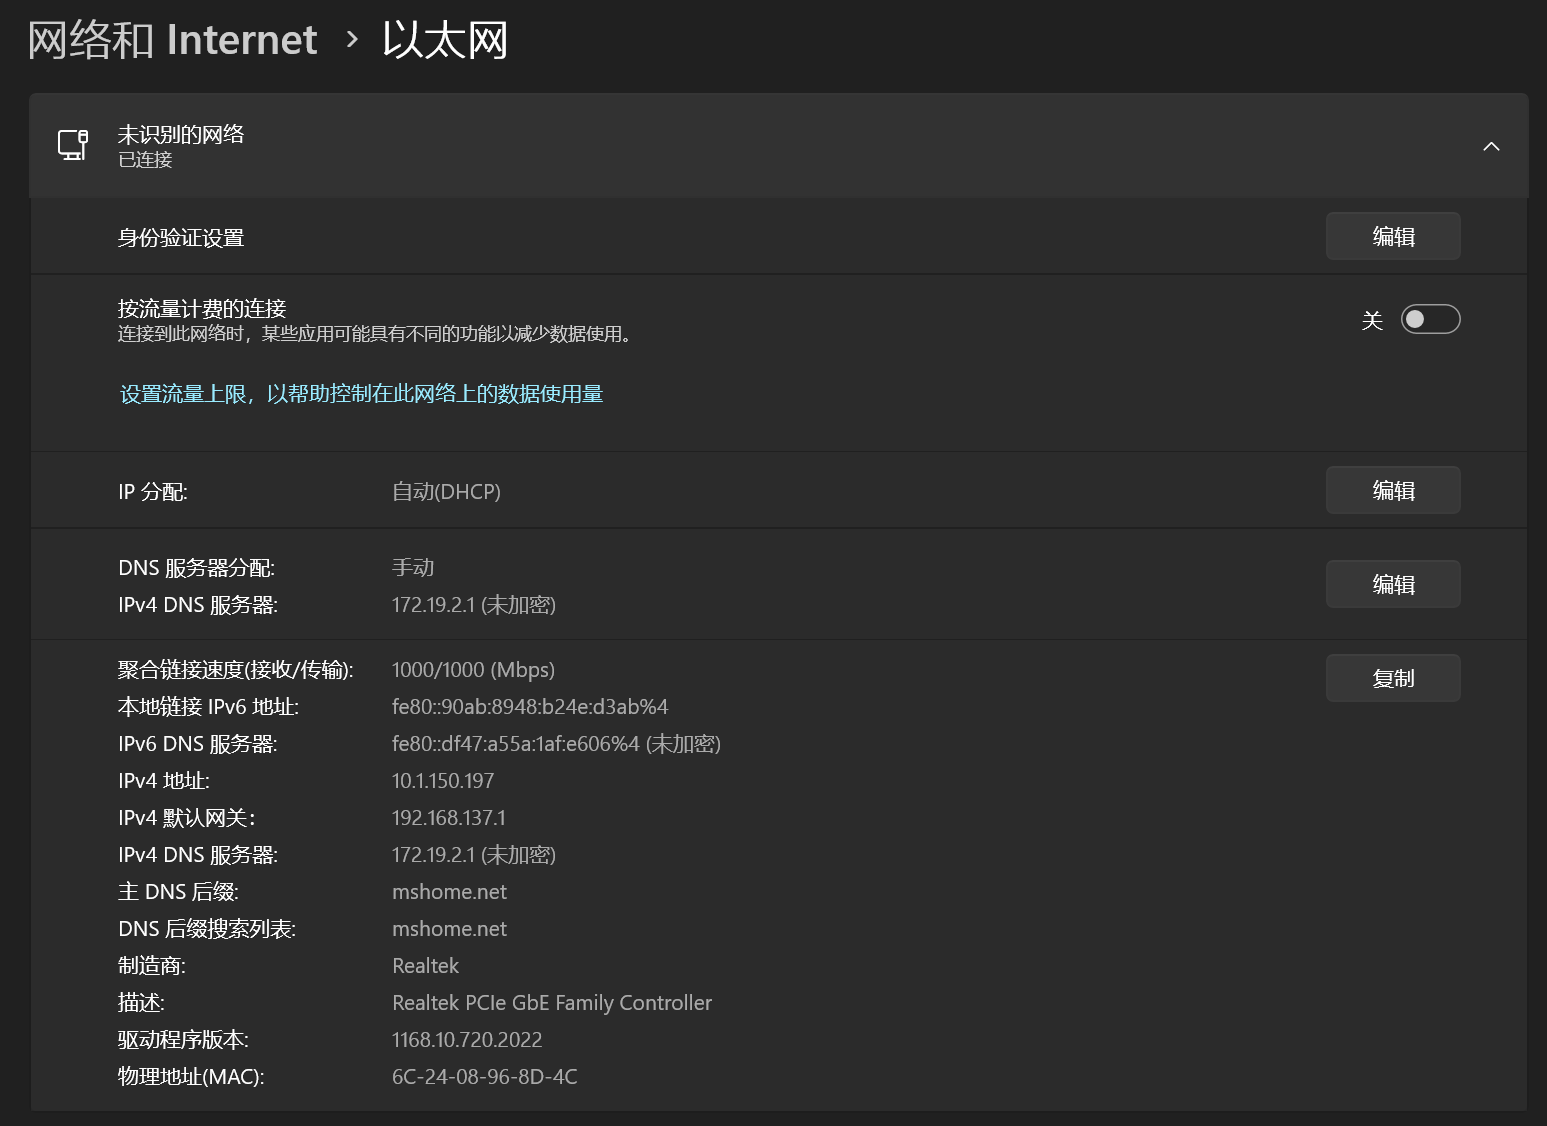 网络和 Internet › 以太网
未识别的网络
已连接
身份验证设置
编辑
按流量计费的连接
连接到此网络时，某些应用可能具有不同的功能以减少数据使用。
关
设置流量上限，以帮助控制在此网络上的数据使用量
IP 分配: 自动(DHCP)
编辑
DNS 服务器分配: 手动
IPv4 DNS 服务器: 172.19.2.1 (未加密)
编辑
聚合链接速度(接收/传输): 1000/1000 (Mbps)
复制
本地链接 IPv6 地址: fe80::90ab:8948:b24e:d3ab%4
IPv6 DNS 服务器: fe80::df47:a55a:1af:e606%4 (未加密)
IPv4 地址: 10.1.150.197
IPv4 默认网关: 192.168.137.1
IPv4 DNS 服务器: 172.19.2.1 (未加密)
主 DNS 后缀: mshome.net
DNS 后缀搜索列表: mshome.net
制造商: Realtek
描述: Realtek PCIe GbE Family Controller
驱动程序版本: 1168.10.720.2022
物理地址(MAC): 6C-24-08-96-8D-4C